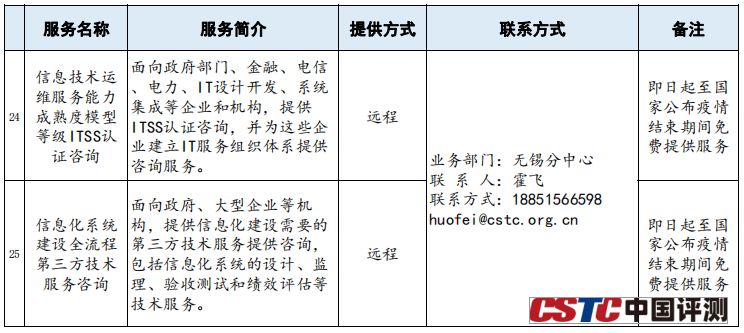 服务名称 服务简介 提供方式 联系方式 备注
24
信息技术运
维服务能力
成熟度模型
等级ITSS认
证咨询
面向政府部门、金融、电信
、电力、IT设计开发、系统
集成等企业和机构，提供
ITSS认证咨询，并为这些企
业建立IT服务组织体系提供
咨询服务。
远程
业务部门：无锡分中心
联 系 人：霍飞
联系方式：18851566598
huofei@cstc.org.cn
即日起至国
家公布疫情
结束期间免
费提供服务
25
信息化系统
建设全流程
第三方技术
服务咨询
面向政府、大型企业等机
构，提供信息化建设需要的
第三方技术服务提供咨询，
包括信息化系统的设计、监
理、验收测试和绩效评估等
技术服务。
远程
即日起至国
家公布疫情
结束期间免
费提供服务
CSTC中国评测